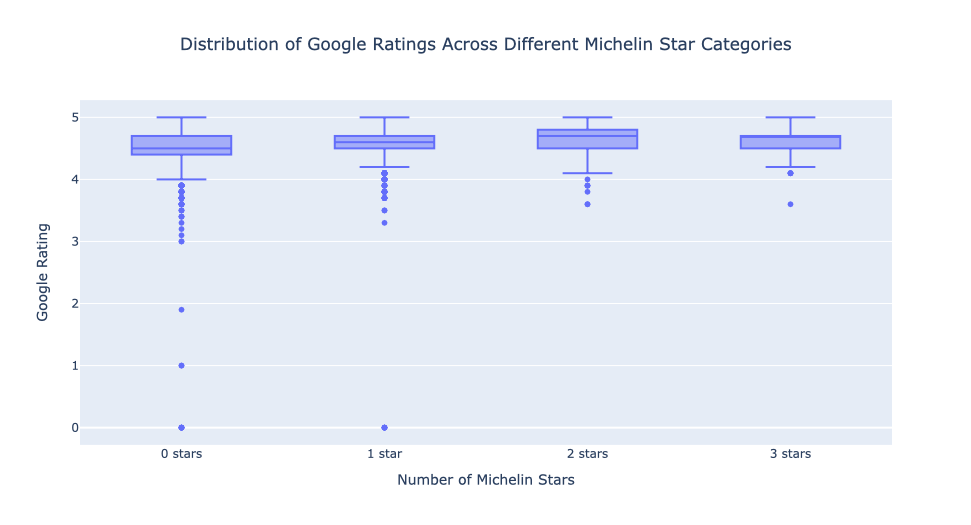 Distribution of Google Ratings Across Different Michelin Star Categories
5
4
3
2
1
0
Google Rating
0 stars
1 star
2 stars
3 stars
Number of Michelin Stars